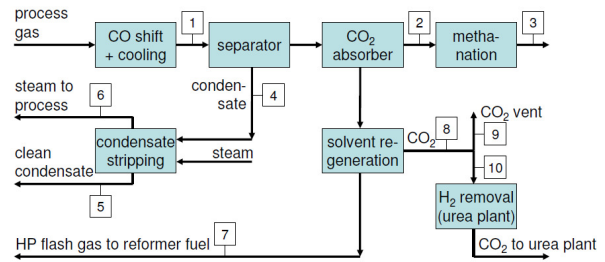 process
gas
CO shift
+ cooling
1
separator
CO2
absorber
2
metha-
nation
3
conden-
sate
4
steam to
process
6
condensate
stripping
steam
clean
condensate
5
solvent re-
generation
CO2
8
CO2 vent
9
10
H2 removal
(urea plant)
HP flash gas to reformer fuel
7
CO2 to urea plant